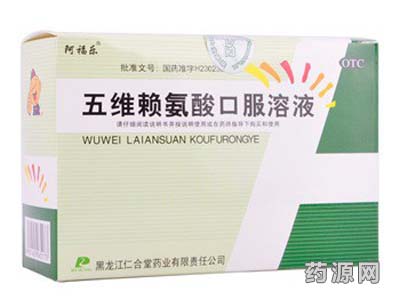 阿福乐
批准文号:国药准字H230230
OTC
五维赖氨酸口服溶液
请仔细阅读说明书并按说明使用或在药师指导下购买和使用
WUWEI LAIANSUAN KOUFURONGYE
黑龙江仁合堂药业有限责任公司
药源网